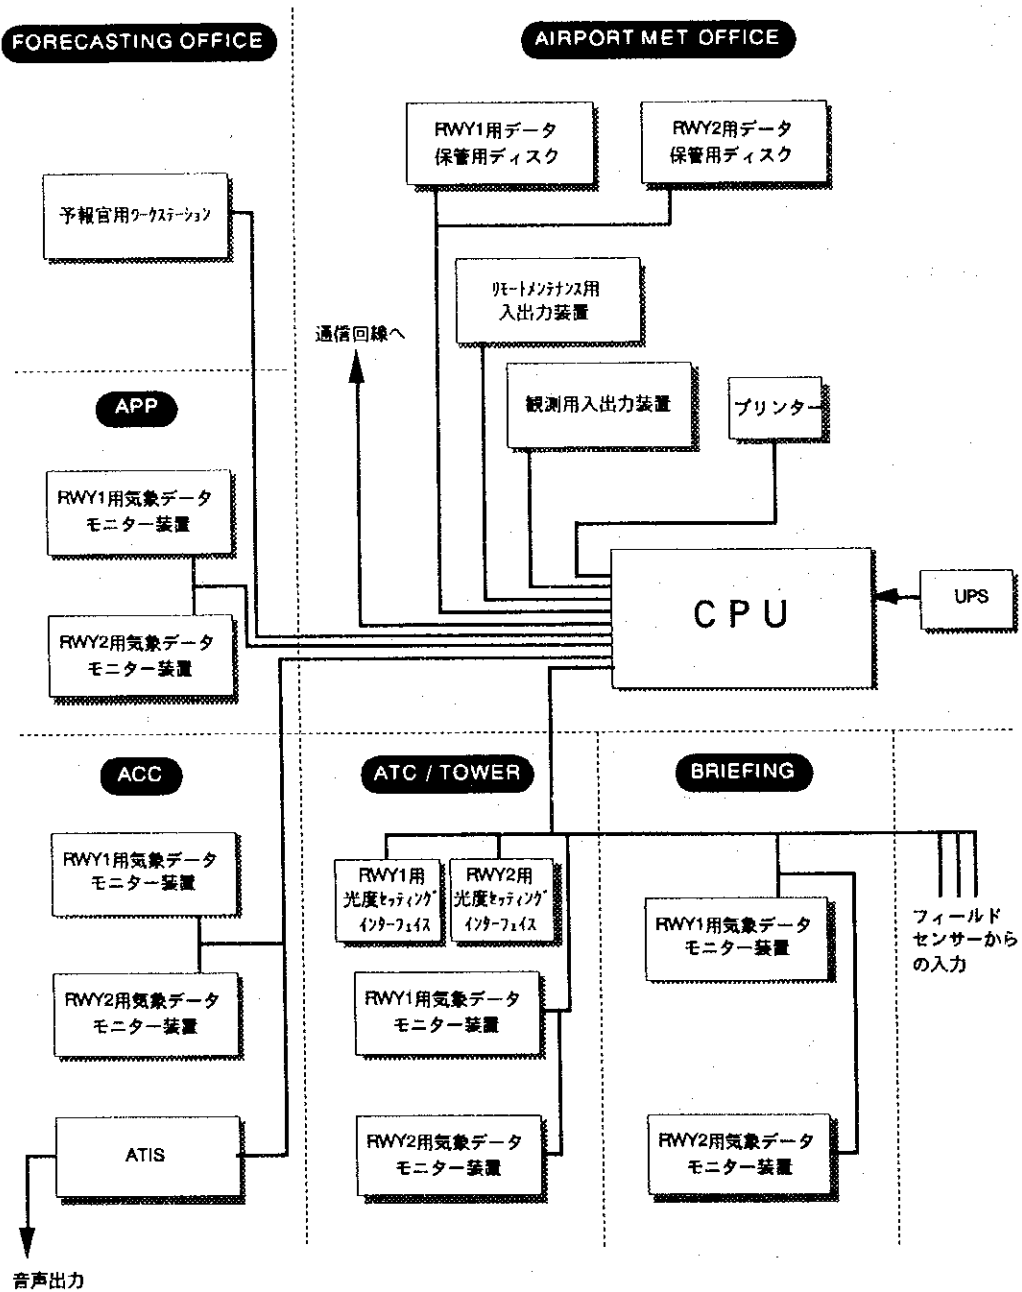 FORECASTING OFFICE
AIRPORT MET OFFICE
RWY1用データ
保管用ディスク
RWY2用データ
保管用ディスク
予報官用ワークステーション
リモートメンテナンス用
入出力装置
通信回線へ
観測用入出力装置
プリンター
APP
RWY1用気象データ
モニター装置
CPU
UPS
RWY2用気象データ
モニター装置
ACC
ATC / TOWER
BRIEFING
RWY1用気象データ
モニター装置
RWY1用
光度セッティング
インターフェイス
RWY2用
光度セッティング
インターフェイス
RWY1用気象データ
モニター装置
フィールド
センサーから
の入力
RWY2用気象データ
モニター装置
RWY1用気象データ
モニター装置
ATIS
RWY2用気象データ
モニター装置
RWY2用気象データ
モニター装置
音声出力